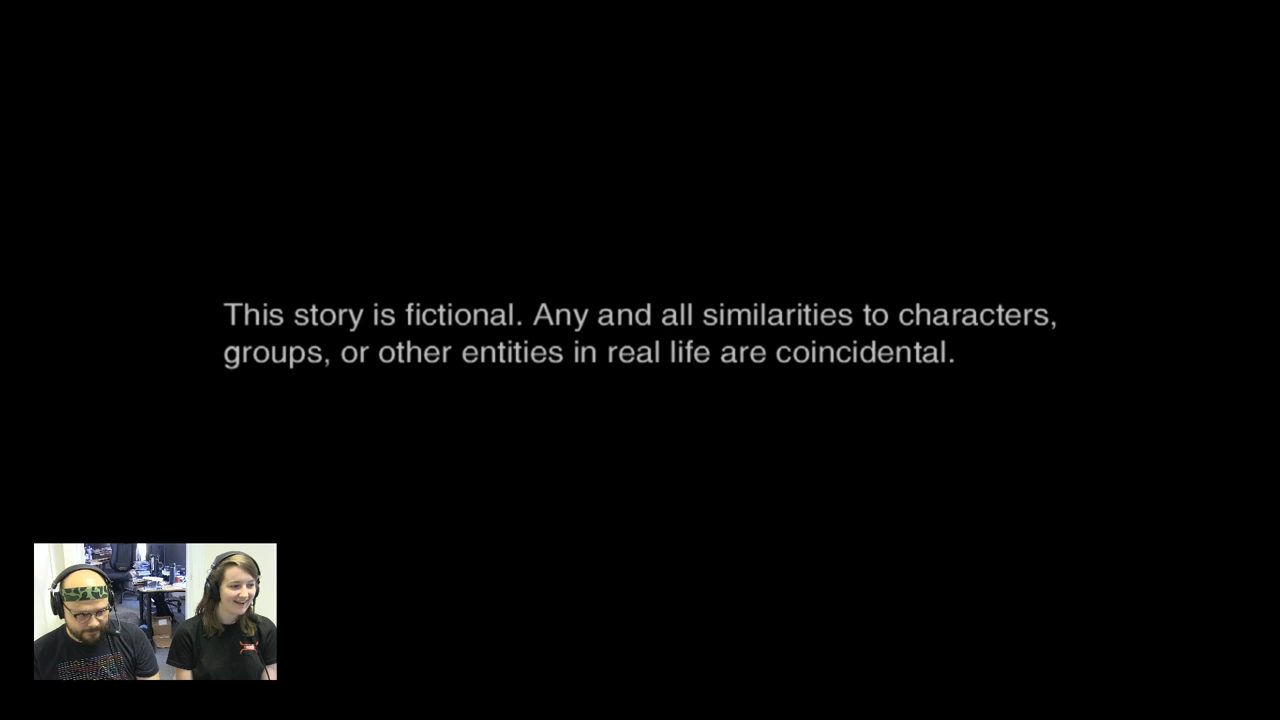 This story is fictional. Any and all similarities to characters,
groups, or other entities in real life are coincidental.